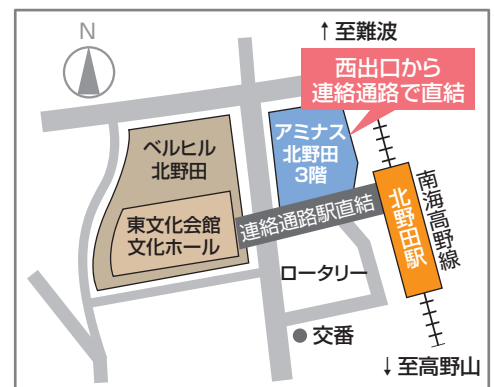 N
↑至難波
西出口から
連絡通路で直結
アミナス
北野田
3階
ベルヒル
北野田
東文化会館
文化ホール
連絡通路駅直結
北野田駅
南海高野線
ロータリー
交番
↓至高野山